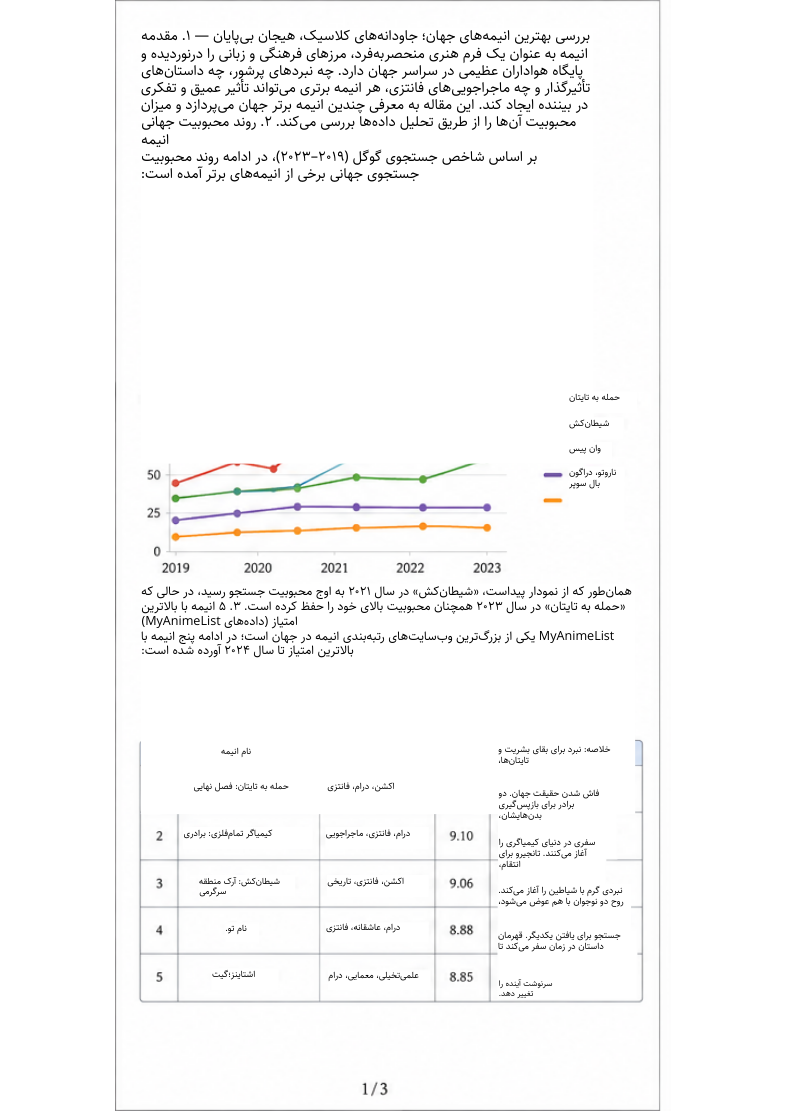 بررسی بهترین انیمه‌های جهان؛ جاودانه‌های کلاسیک، هیجان بی‌پایان — ۱. مقدمه
انیمه به عنوان یک فرم هنری منحصربه‌فرد، مرزهای فرهنگی و زبانی را درنوردیده و
پایگاه هواداران عظیمی در سراسر جهان دارد. چه نبردهای پرشور، چه داستان‌های
تأثیرگذار و چه ماجراجویی‌های فانتزی، هر انیمه برتری می‌تواند تأثیر عمیق و تفکری
در بیننده ایجاد کند. این مقاله به معرفی چندین انیمه برتر جهان می‌پردازد و میزان
محبوبیت آن‌ها را از طریق تحلیل داده‌ها بررسی می‌کند. ۲. روند محبوبیت جهانی
انیمه
بر اساس شاخص جستجوی گوگل (۲۰۱۹–۲۰۲۳)، در ادامه روند محبوبیت
جستجوی جهانی برخی از انیمه‌های برتر آمده است:
حمله به تایتان
شیطان‌کش
وان پیس
ناروتو، دراگون
بال سوپر
50
25
0
2019 2020 2021 2022 2023
همان‌طور که از نمودار پیداست، «شیطان‌کش» در سال ۲۰۲۱ به اوج محبوبیت جستجو رسید، در حالی که
«حمله به تایتان» در سال ۲۰۲۳ همچنان محبوبیت بالای خود را حفظ کرده است. ۳. ۵ انیمه با بالاترین
امتیاز (داده‌های MyAnimeList)
MyAnimeList یکی از بزرگ‌ترین وب‌سایت‌های رتبه‌بندی انیمه در جهان است؛ در ادامه پنج انیمه با
بالاترین امتیاز تا سال ۲۰۲۴ آورده شده است:
نام انیمه
خلاصه: نبرد برای بقای بشریت و
تایتان‌ها،
حمله به تایتان: فصل نهایی
اکشن، درام، فانتزی
فاش شدن حقیقت جهان. دو
برادر برای بازپس‌گیری
بدن‌هایشان،
2
کیمیاگر تمام‌فلزی: برادری
درام، فانتزی، ماجراجویی
9.10
سفری در دنیای کیمیاگری را
آغاز می‌کنند. تانجیرو برای
انتقام،
3
شیطان‌کش: آرک منطقه
سرگرمی
اکشن، فانتزی، تاریخی
9.06
نبردی گرم با شیاطین را آغاز می‌کند.
روح دو نوجوان با هم عوض می‌شود،
4
نام تو.
درام، عاشقانه، فانتزی
8.88
جستجو برای یافتن یکدیگر. قهرمان
داستان در زمان سفر می‌کند تا
5
اشتاینز؛گیت
علمی‌تخیلی، معمایی، درام
8.85
سرنوشت آینده را
تغییر دهد.
1/3